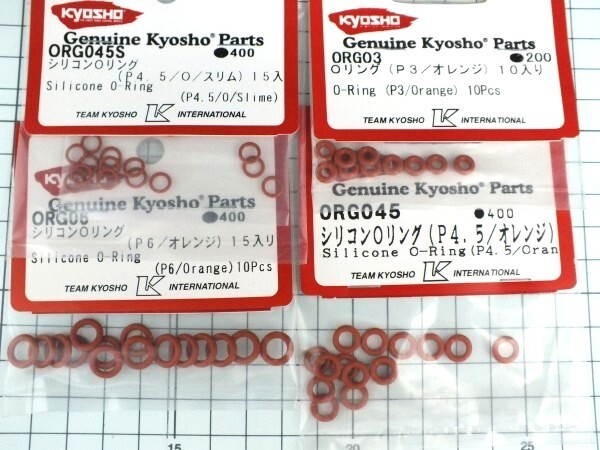 KYOSHO
Genuine Kyosho® Parts
ORG045S ●400
シリコンOリング
(P4.5/O/スリム) 15入
Silicone O-Ring
(P4.5/O/Slime)
TEAM KYOSHO K INTERNATIONAL
KYOSHO
Genuine Kyosho® Parts
ORG03 ●200
Oリング (P3/オレンジ) 10入り
O-Ring (P3/Orange) 10Pcs
TEAM KYOSHO K INTERNATIONAL
KYOSHO
Genuine Kyosho® Parts
ORG06 ●400
シリコンOリング
(P6/オレンジ) 15入り
Silicone O-Ring
(P6/Orange) 10Pcs
TEAM KYOSHO K INTERNATIONAL
Genuine Kyosho® Parts
ORG045 ●400
シリコンOリング(P4.5/オレンジ)
Silicone O-Ring(P4.5/Oran
TEAM KYOSHO K INTERNATIONAL
15
20
25